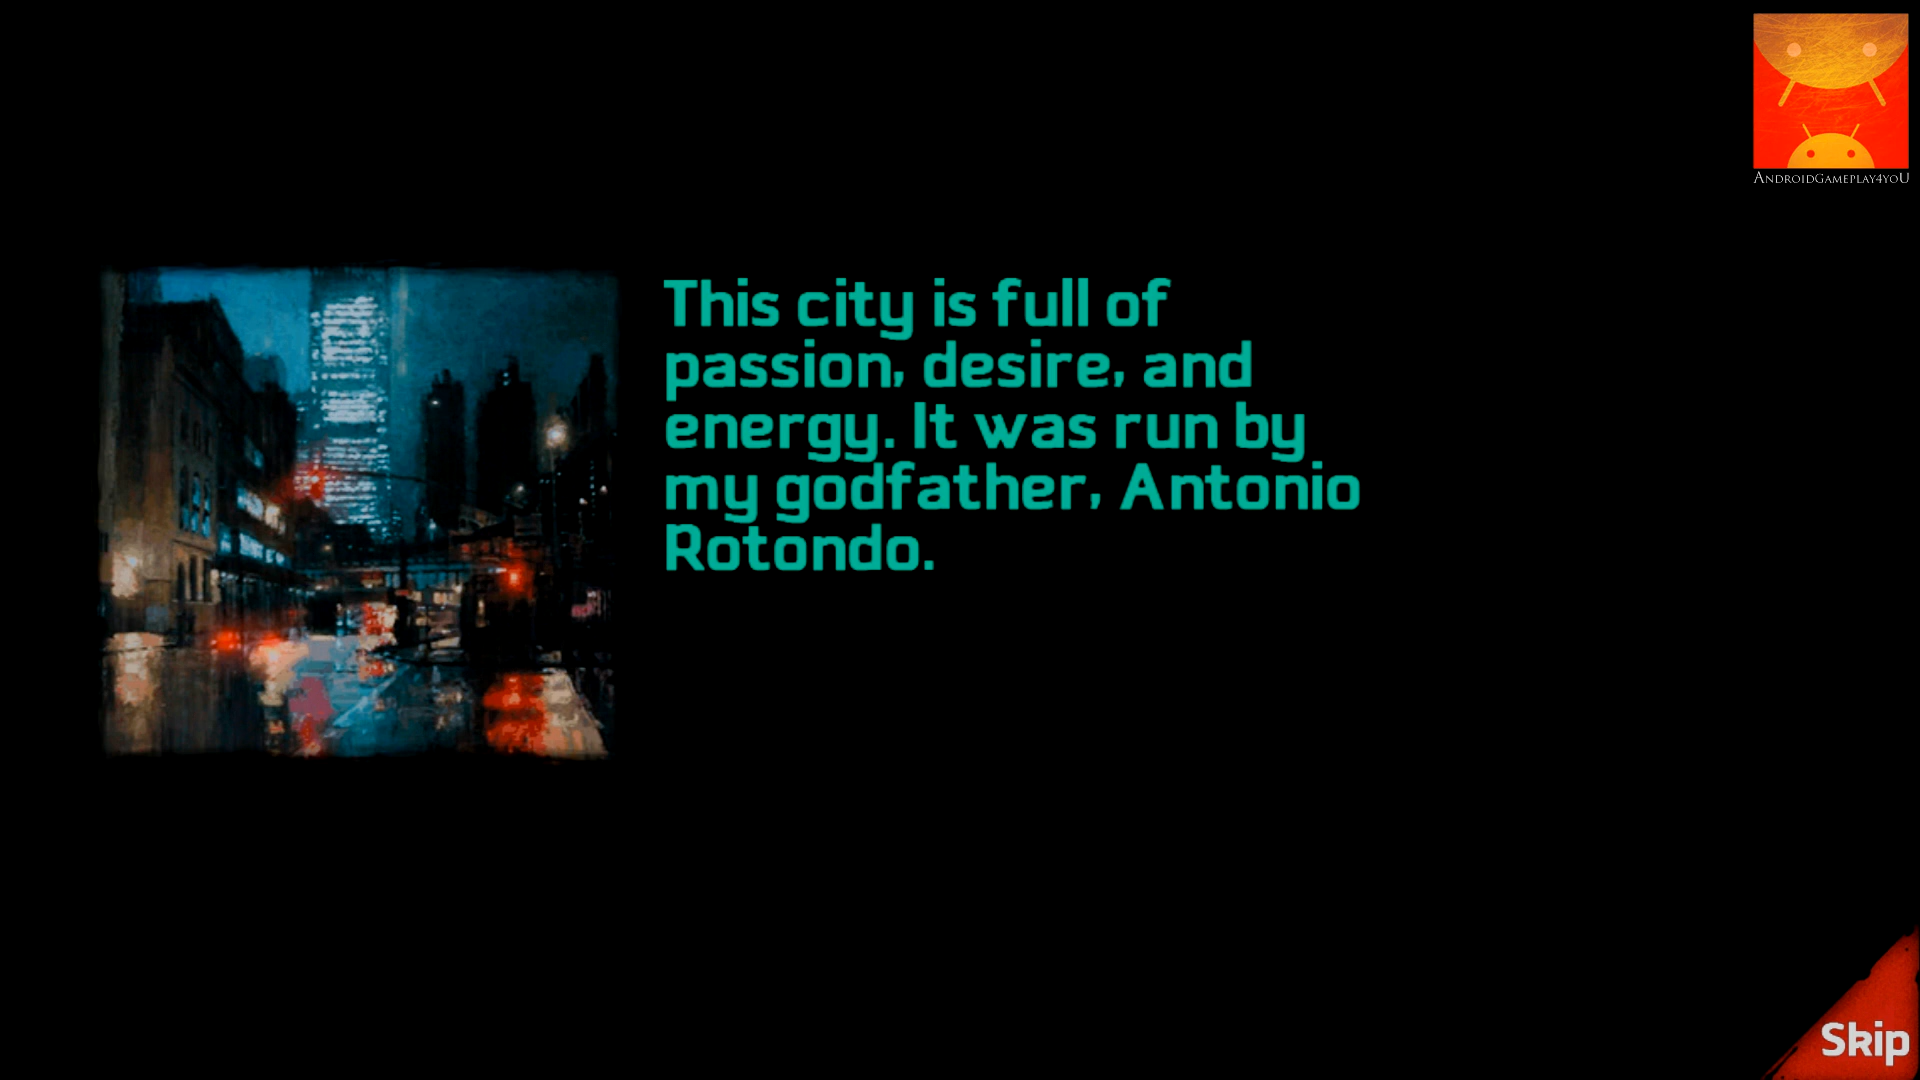 AndroidGameplay4yoU
This city is full of
passion, desire, and
energy. It was run by
my godfather, Antonio
Rotondo.
Skip